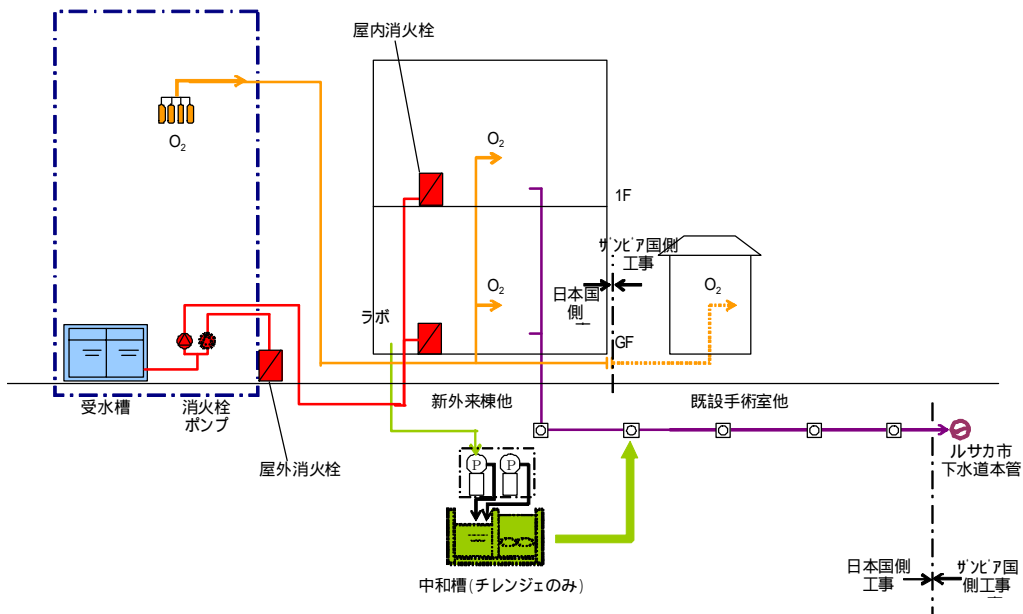 屋内消火栓
O2
O2
1F
ザンビア国側
工事
O2
日本国
側
O2
ラボ
GF
受水槽
消火栓
ポンプ
新外来棟他
既設手術室他
屋外消火栓
P
P
ルサカ市
下水道本管
中和槽(チレンジェのみ)
日本国側
工事
ザンビア国
側工事